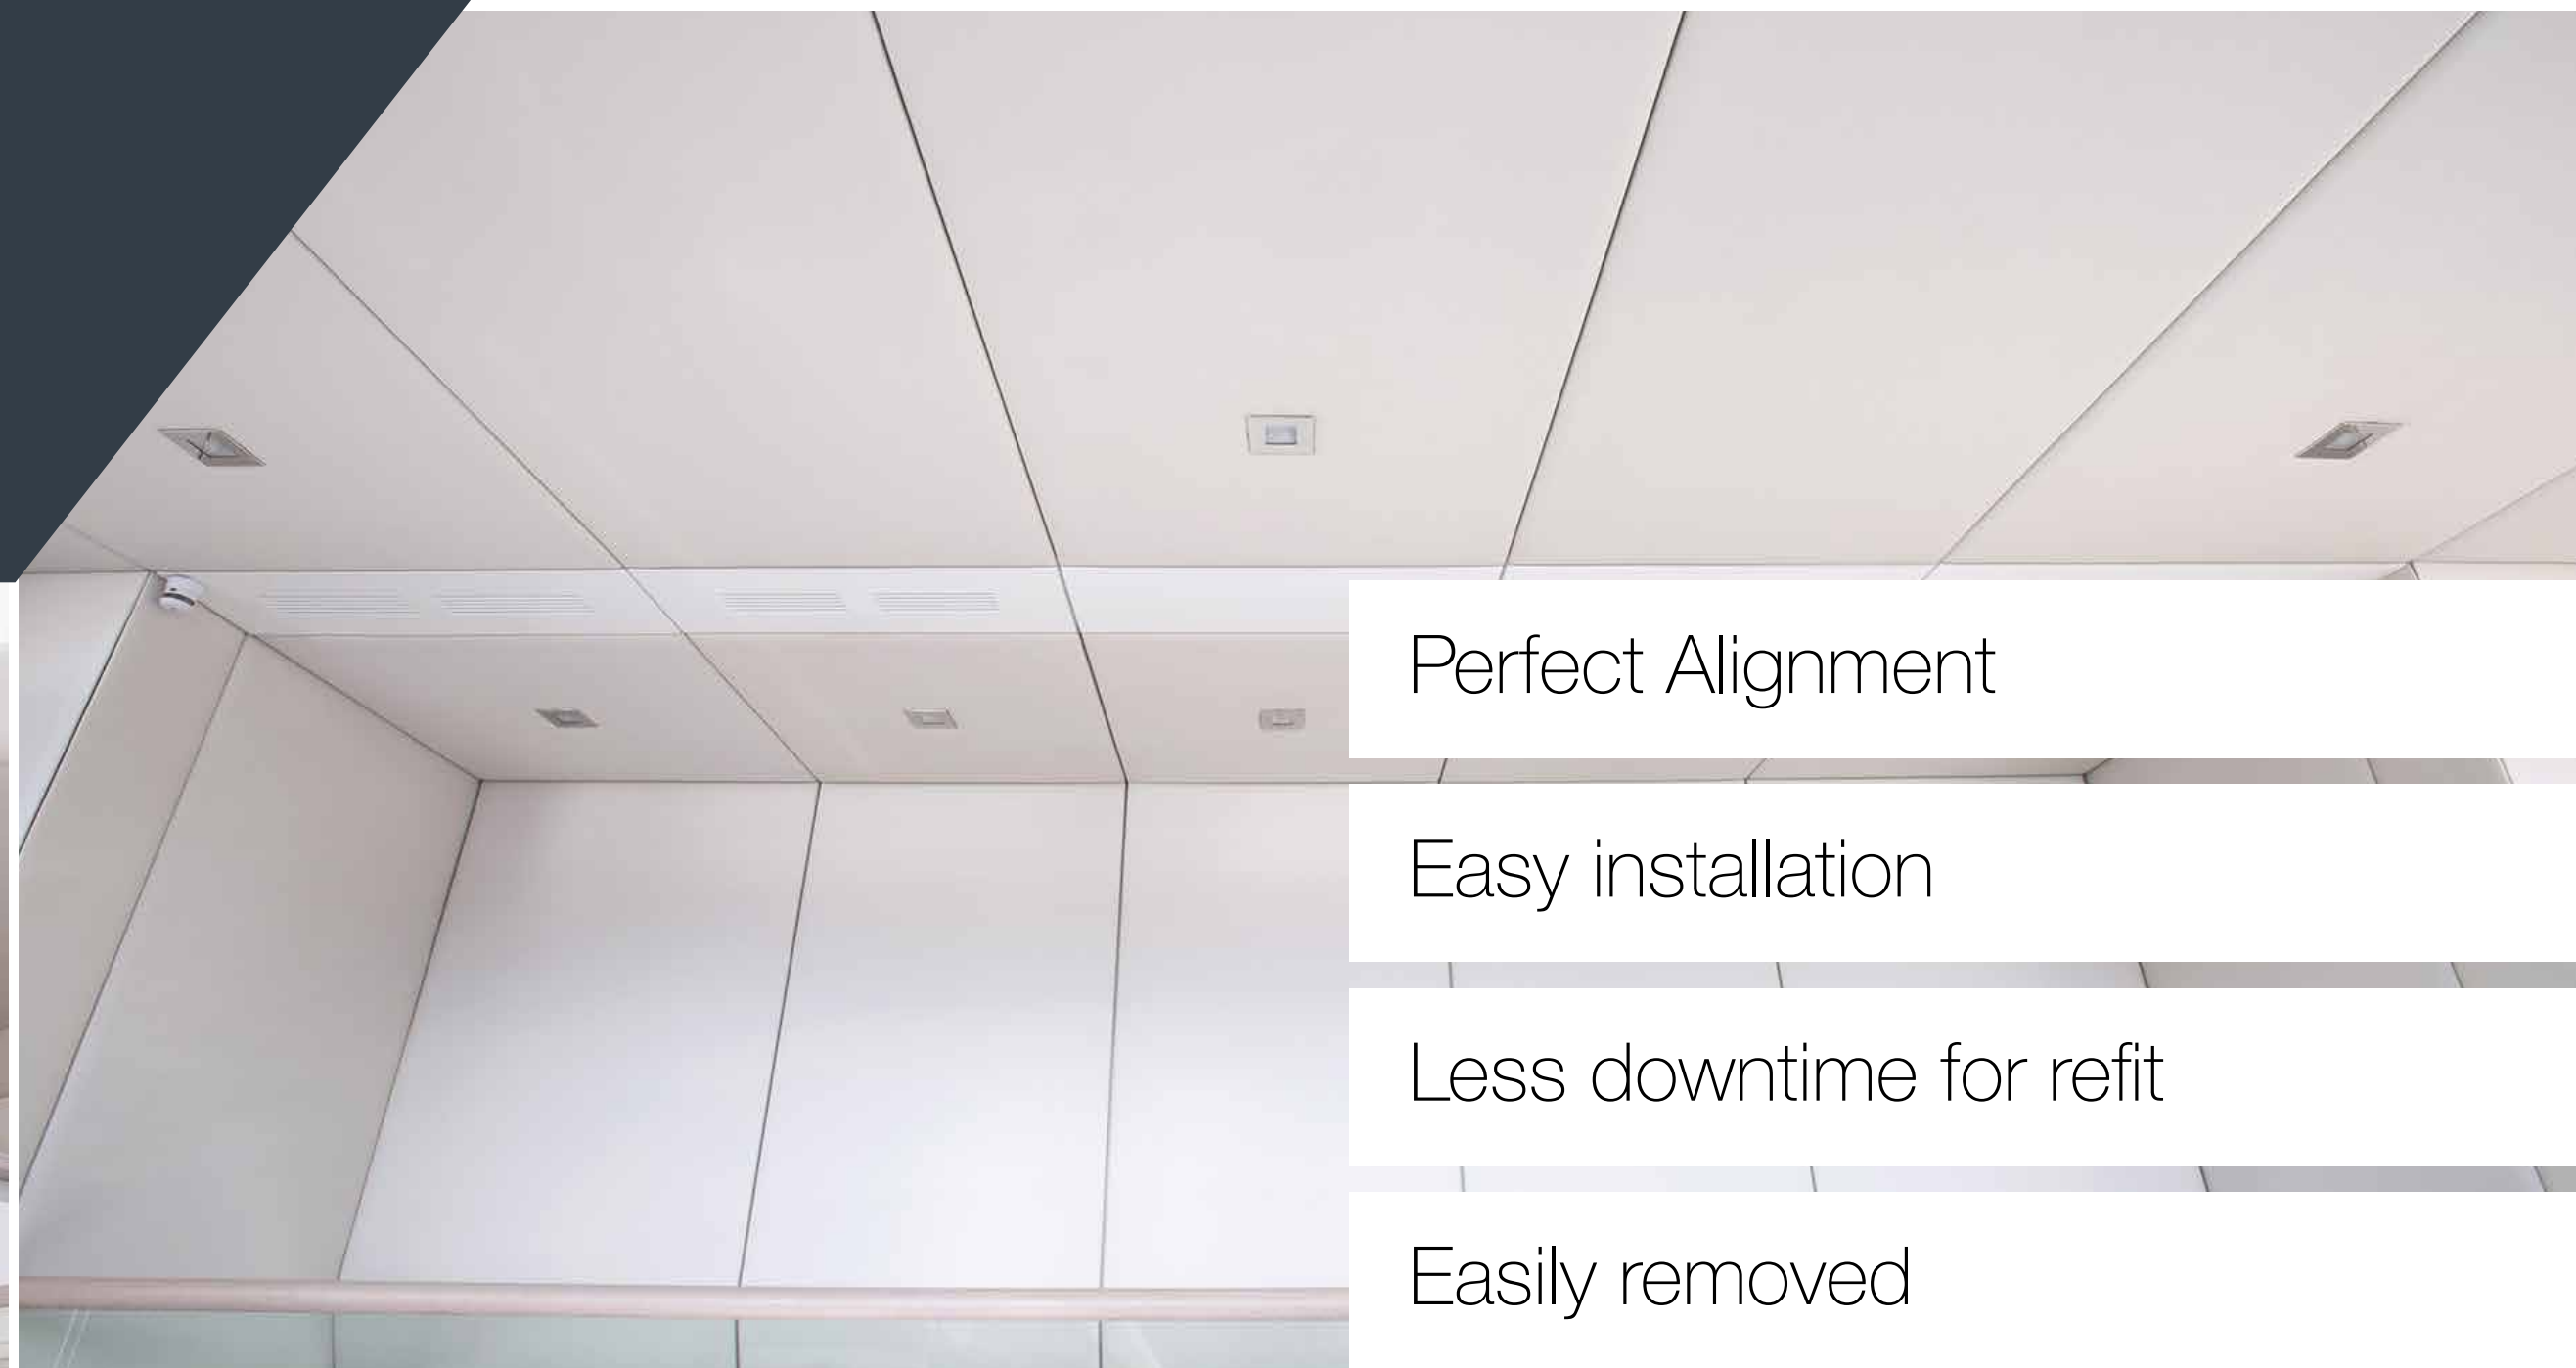 Perfect Alignment
Easy installation
Less downtime for refit
Easily removed